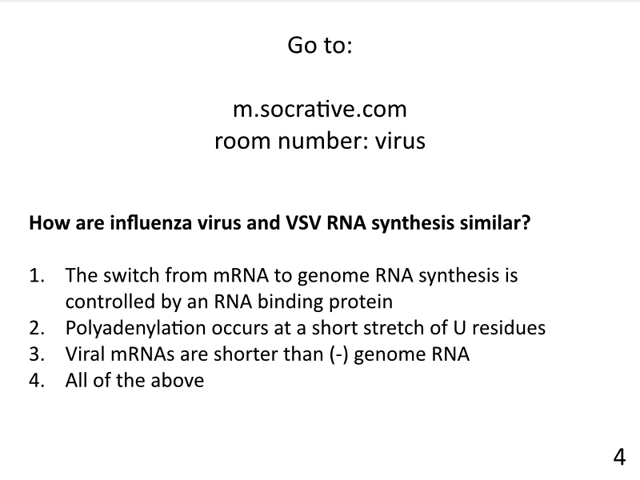 Go to:
m.socrative.com
room number: virus
How are influenza virus and VSV RNA synthesis similar?
1. The switch from mRNA to genome RNA synthesis is
controlled by an RNA binding protein
2. Polyadenylation occurs at a short stretch of U residues
3. Viral mRNAs are shorter than (-) genome RNA
4. All of the above
4